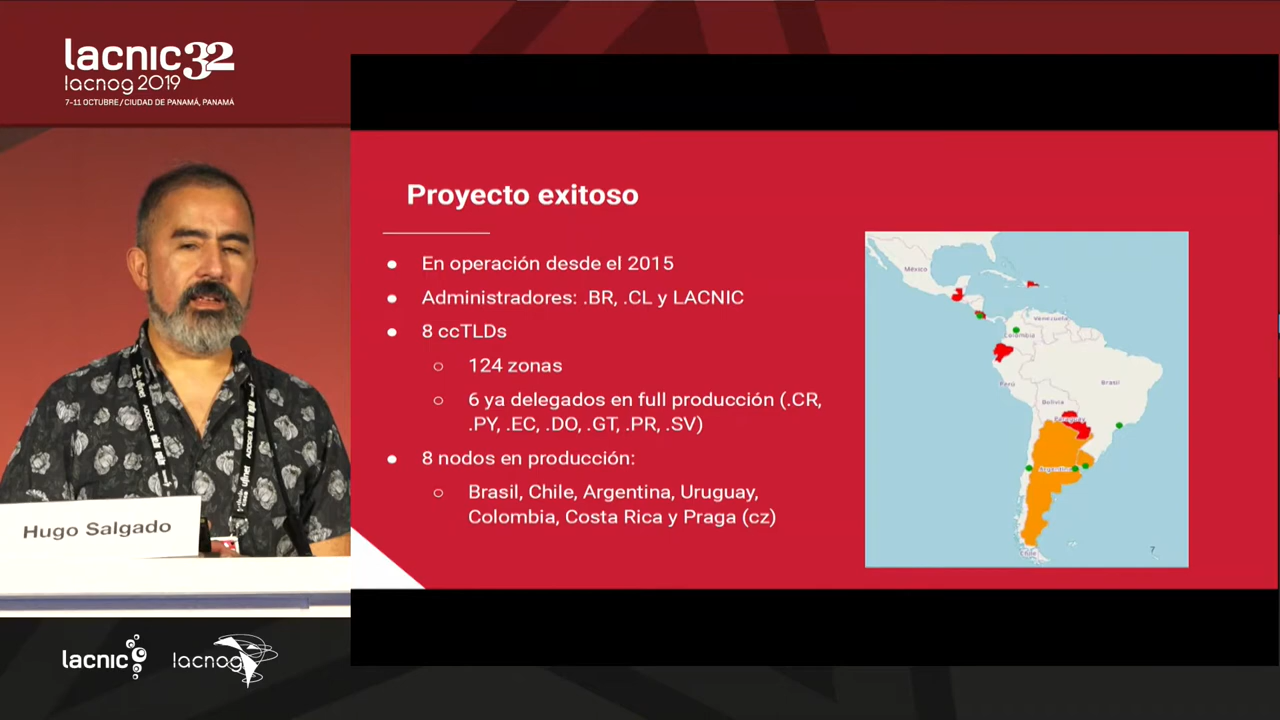 lacnic32
lacnog 2019
7-11 OCTUBRE / CIUDAD DE PANAMÁ, PANAMÁ
Proyecto exitoso
● En operación desde el 2015
● Administradores: .BR, .CL y LACNIC
● 8 ccTLDs
○ 124 zonas
○ 6 ya delegados en full producción (.CR,
.PY, .EC, .DO, .GT, .PR, .SV)
● 8 nodos en producción:
○ Brasil, Chile, Argentina, Uruguay,
Colombia, Costa Rica y Praga (cz)
México
Venezuela
Colombia
Perú
Brasil
Bolivia
Paraguay
Argentina
Chile
7
Hugo Salgado
lacnic
lacnog